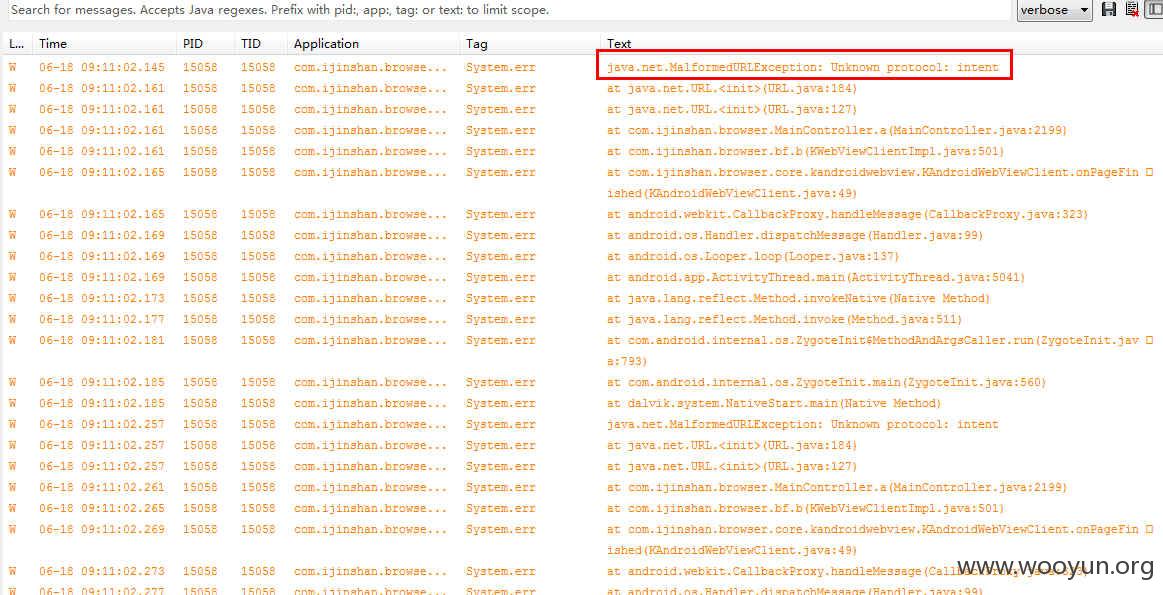 Search for messages. Accepts Java regexes. Prefix with pid:, app:, tag: or text: to limit scope. verbose
L... Time PID TID Application Tag Text
W 06-18 09:11:02.145 15058 15058 com.ijinshan.browse... System.err java.net.MalformedURLException: Unknown protocol: intent
W 06-18 09:11:02.161 15058 15058 com.ijinshan.browse... System.err at java.net.URL.<init>(URL.java:184)
W 06-18 09:11:02.161 15058 15058 com.ijinshan.browse... System.err at java.net.URL.<init>(URL.java:127)
W 06-18 09:11:02.161 15058 15058 com.ijinshan.browse... System.err at com.ijinshan.browser.MainController.a(MainController.java:2199)
W 06-18 09:11:02.161 15058 15058 com.ijinshan.browse... System.err at com.ijinshan.browser.bf.b(KWebViewClientImpl.java:501)
W 06-18 09:11:02.165 15058 15058 com.ijinshan.browse... System.err at com.ijinshan.browser.core.kandroidwebview.KAndroidWebViewClient.onPageFin
ished(KAndroidWebViewClient.java:49)
W 06-18 09:11:02.165 15058 15058 com.ijinshan.browse... System.err at android.webkit.CallbackProxy.handleMessage(CallbackProxy.java:323)
W 06-18 09:11:02.169 15058 15058 com.ijinshan.browse... System.err at android.os.Handler.dispatchMessage(Handler.java:99)
W 06-18 09:11:02.169 15058 15058 com.ijinshan.browse... System.err at android.os.Looper.loop(Looper.java:137)
W 06-18 09:11:02.169 15058 15058 com.ijinshan.browse... System.err at android.app.ActivityThread.main(ActivityThread.java:5041)
W 06-18 09:11:02.173 15058 15058 com.ijinshan.browse... System.err at java.lang.reflect.Method.invokeNative(Native Method)
W 06-18 09:11:02.177 15058 15058 com.ijinshan.browse... System.err at java.lang.reflect.Method.invoke(Method.java:511)
W 06-18 09:11:02.181 15058 15058 com.ijinshan.browse... System.err at com.android.internal.os.ZygoteInit$MethodAndArgsCaller.run(ZygoteInit.jav
a:793)
W 06-18 09:11:02.185 15058 15058 com.ijinshan.browse... System.err at com.android.internal.os.ZygoteInit.main(ZygoteInit.java:560)
W 06-18 09:11:02.185 15058 15058 com.ijinshan.browse... System.err at dalvik.system.NativeStart.main(Native Method)
W 06-18 09:11:02.257 15058 15058 com.ijinshan.browse... System.err java.net.MalformedURLException: Unknown protocol: intent
W 06-18 09:11:02.257 15058 15058 com.ijinshan.browse... System.err at java.net.URL.<init>(URL.java:184)
W 06-18 09:11:02.257 15058 15058 com.ijinshan.browse... System.err at java.net.URL.<init>(URL.java:127)
W 06-18 09:11:02.261 15058 15058 com.ijinshan.browse... System.err at com.ijinshan.browser.MainController.a(MainController.java:2199)
W 06-18 09:11:02.265 15058 15058 com.ijinshan.browse... System.err at com.ijinshan.browser.bf.b(KWebViewClientImpl.java:501)
W 06-18 09:11:02.269 15058 15058 com.ijinshan.browse... System.err at com.ijinshan.browser.core.kandroidwebview.KAndroidWebViewClient.onPageFin
ished(KAndroidWebViewClient.java:49)
W 06-18 09:11:02.273 15058 15058 com.ijinshan.browse... System.err at android.webkit.CallbackProxy.handleMessage(
www.wooyun.org
W 06-18 09:11:02.277 15058 15058 com.ijinshan.browse... System.err at android.os.Handler.dispatchMessage(Handler.java:99)